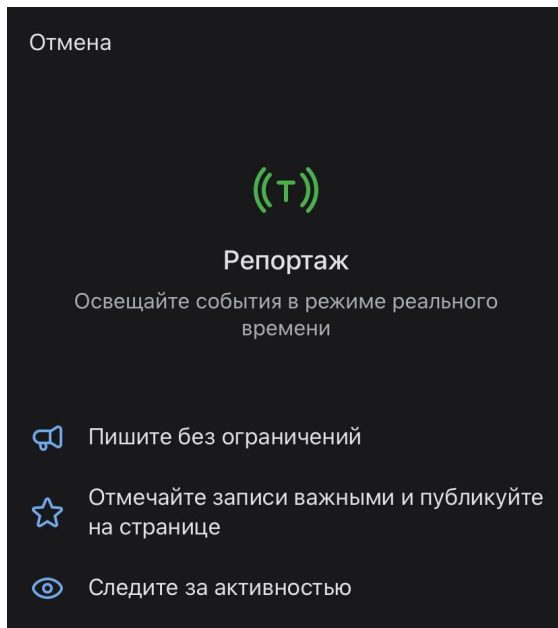 Отмена
T
Репортаж
Освещайте события в режиме реального
времени
Пишите без ограничений
Отмечайте записи важными и публикуйте
на странице
Следите за активностью